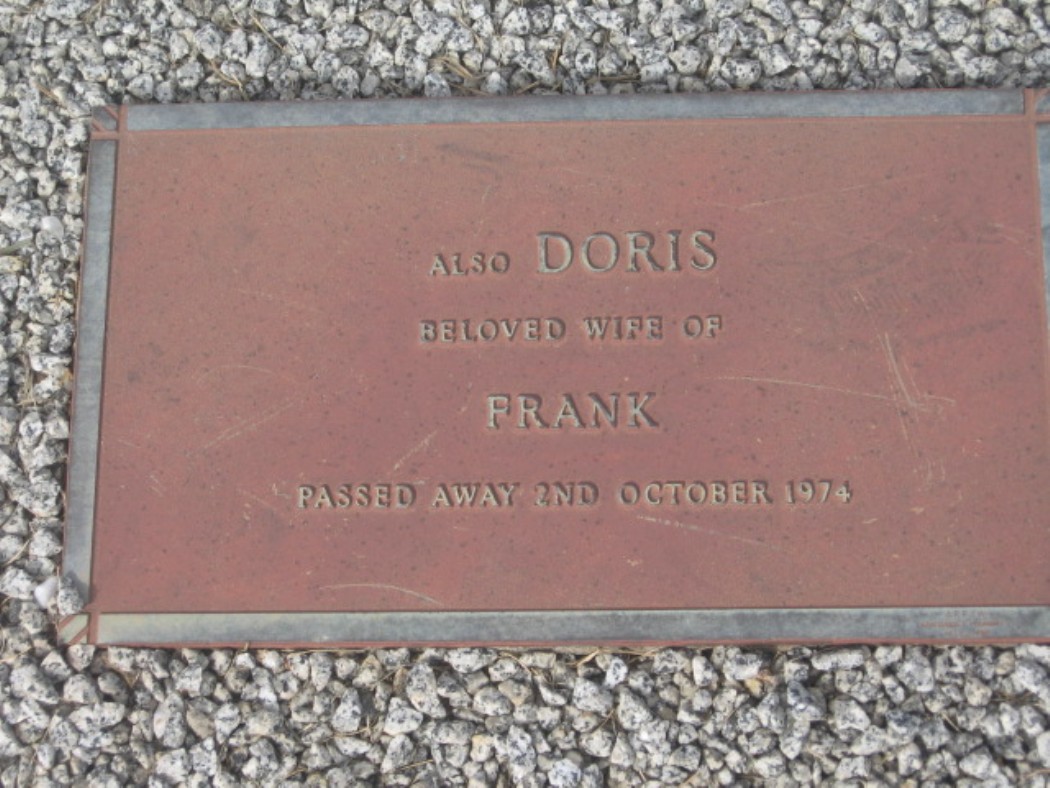 ALSO DORIS
BELOVED WIFE OF
FRANK
PASSED AWAY 2ND OCTOBER 1974